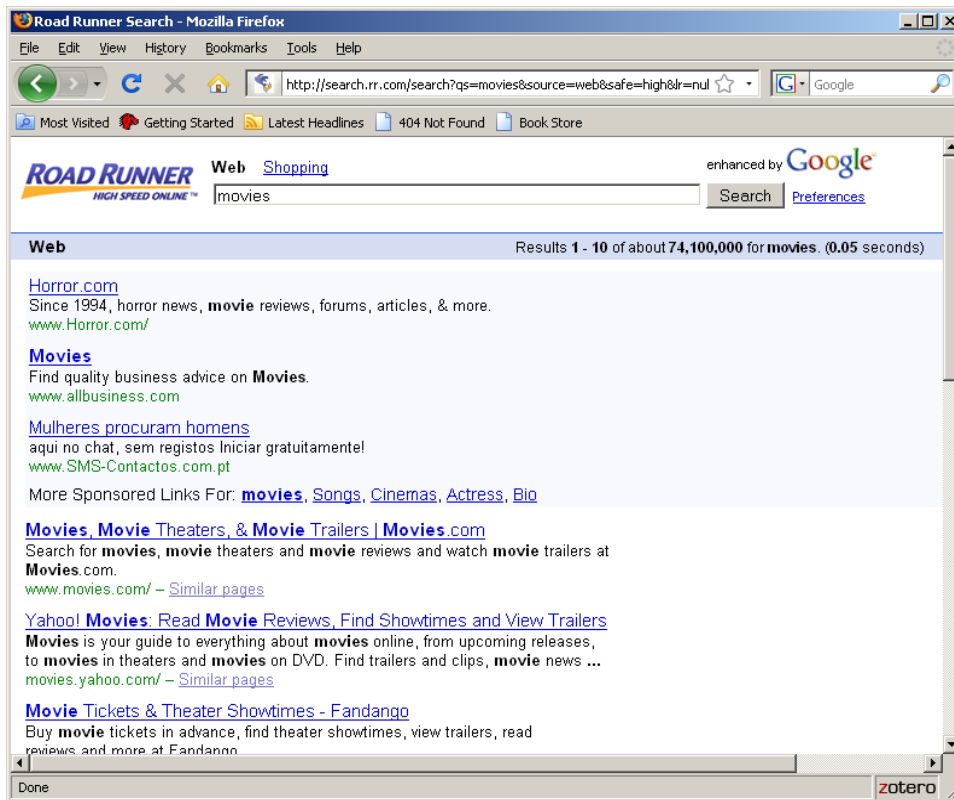 Road Runner Search - Mozilla Firefox
File Edit View History Bookmarks Tools Help
http://search.rr.com/search?qs=movies&source=web&safe=high&lr=nul
G Google
Most Visited Getting Started Latest Headlines 404 Not Found Book Store
ROAD RUNNER
HIGH SPEED ONLINE™
Web Shopping
enhanced by Google™
movies
Search Preferences
Web Results 1 - 10 of about 74,100,000 for movies. (0.05 seconds)
Horror.com
Since 1994, horror news, movie reviews, forums, articles, & more.
www.Horror.com/
Movies
Find quality business advice on Movies.
www.allbusiness.com
Mulheres procuram homens
aqui no chat, sem registos Iniciar gratuitamente!
www.SMS-Contactos.com.pt
More Sponsored Links For: movies, Songs, Cinemas, Actress, Bio
Movies, Movie Theaters, & Movie Trailers | Movies.com
Search for movies, movie theaters and movie reviews and watch movie trailers at
Movies.com.
www.movies.com/ – Similar pages
Yahoo! Movies: Read Movie Reviews, Find Showtimes and View Trailers
Movies is your guide to everything about movies online, from upcoming releases,
to movies in theaters and movies on DVD. Find trailers and clips, movie news ...
movies.yahoo.com/ – Similar pages
Movie Tickets & Theater Showtimes - Fandango
Buy movie tickets in advance, find theater showtimes, view trailers, read
reviews and more at Fandango
Done zotero